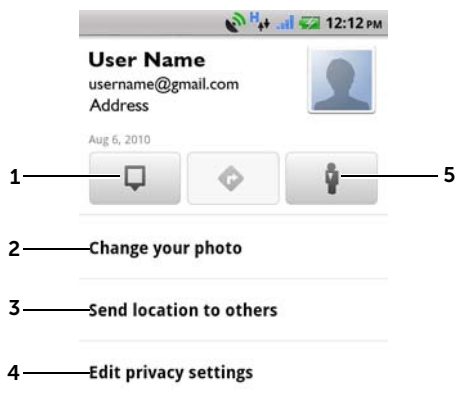 H 12:12 PM
User Name
username@gmail.com
Address
Aug 6, 2010
1
5
2 Change your photo
3 Send location to others
4 Edit privacy settings